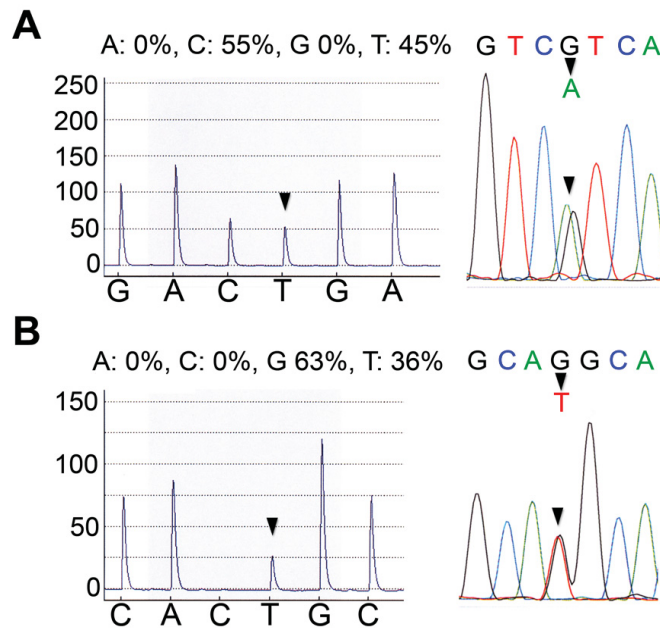 A
A: 0%, C: 55%, G 0%, T: 45%
G T C G T C A
A
250
200
150
100
50
0
G A C T G A
B
A: 0%, C: 0%, G 63%, T: 36%
G C A G G C A
T
150
100
50
0
C A C T G C